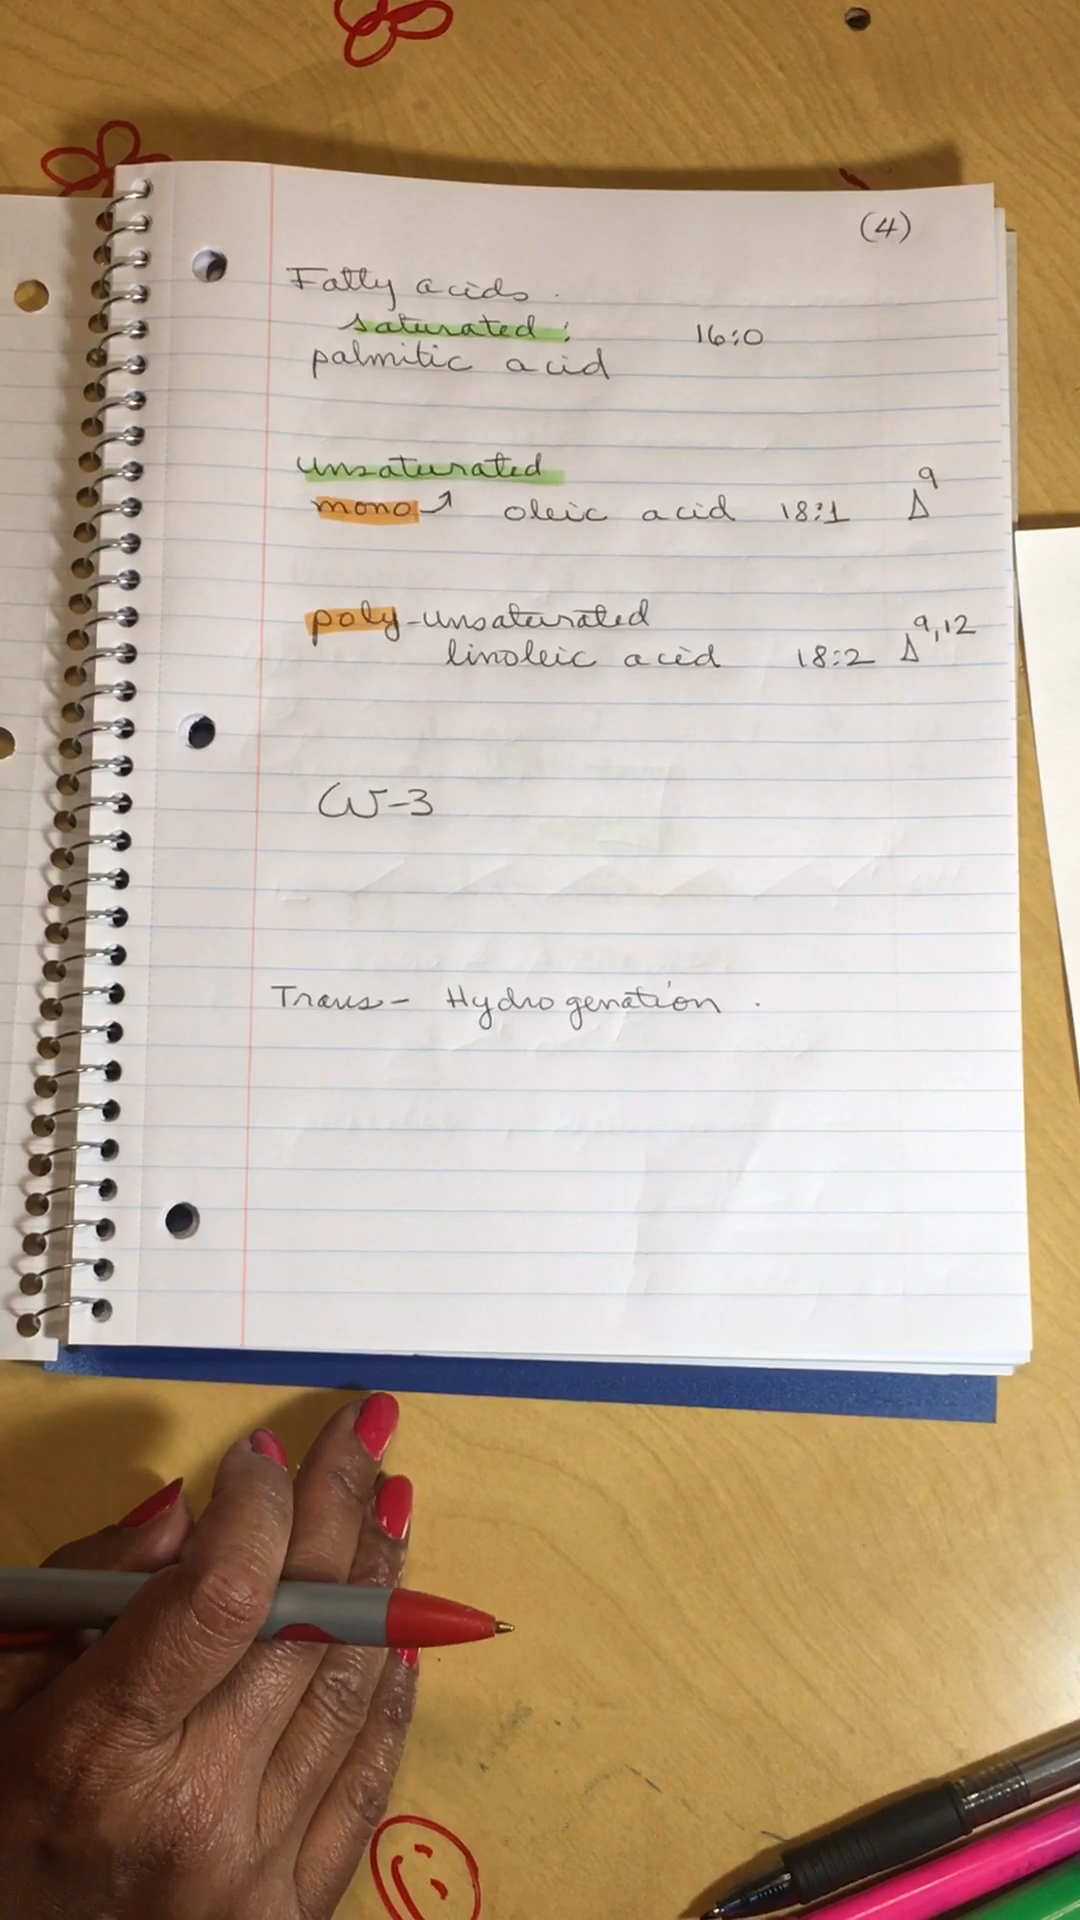 (4)
Fatty acids.
saturated: 16:0
palmitic acid
unsaturated
mono ↗ oleic acid 18:1 Δ⁹
poly-unsaturated
linoleic acid 18:2 Δ⁹,¹²
ω-3
Trans- Hydrogenation.